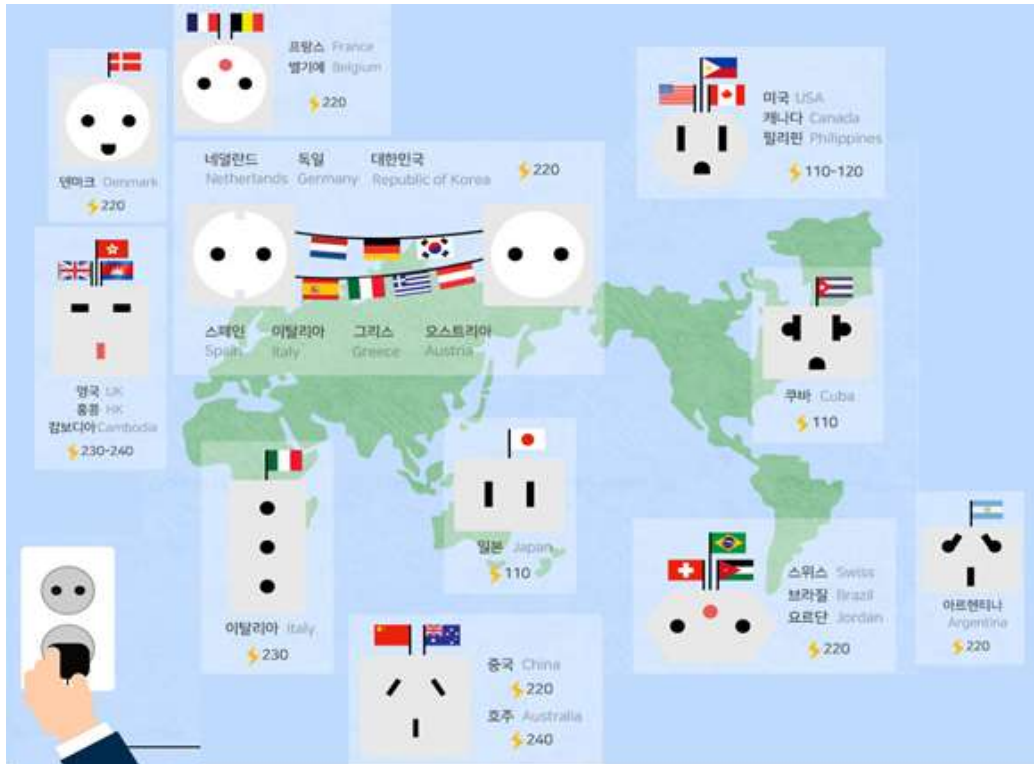 프랑스 France
벨기에 Belgium
220
덴마크 Denmark
220
네덜란드 독일 대한민국
Netherlands Germany Republic of Korea
220
스페인 이탈리아 그리스 오스트리아
Spain Italy Greece Austria
미국 USA
캐나다 Canada
필리핀 Philippines
110-120
영국 UK
홍콩 HK
캄보디아 Cambodia
230-240
쿠바 Cuba
110
이탈리아 Italy
230
일본 Japan
110
중국 China
220
호주 Australia
240
스위스 Swiss
브라질 Brazil
요르단 Jordan
220
아르헨티나
Argentina
220